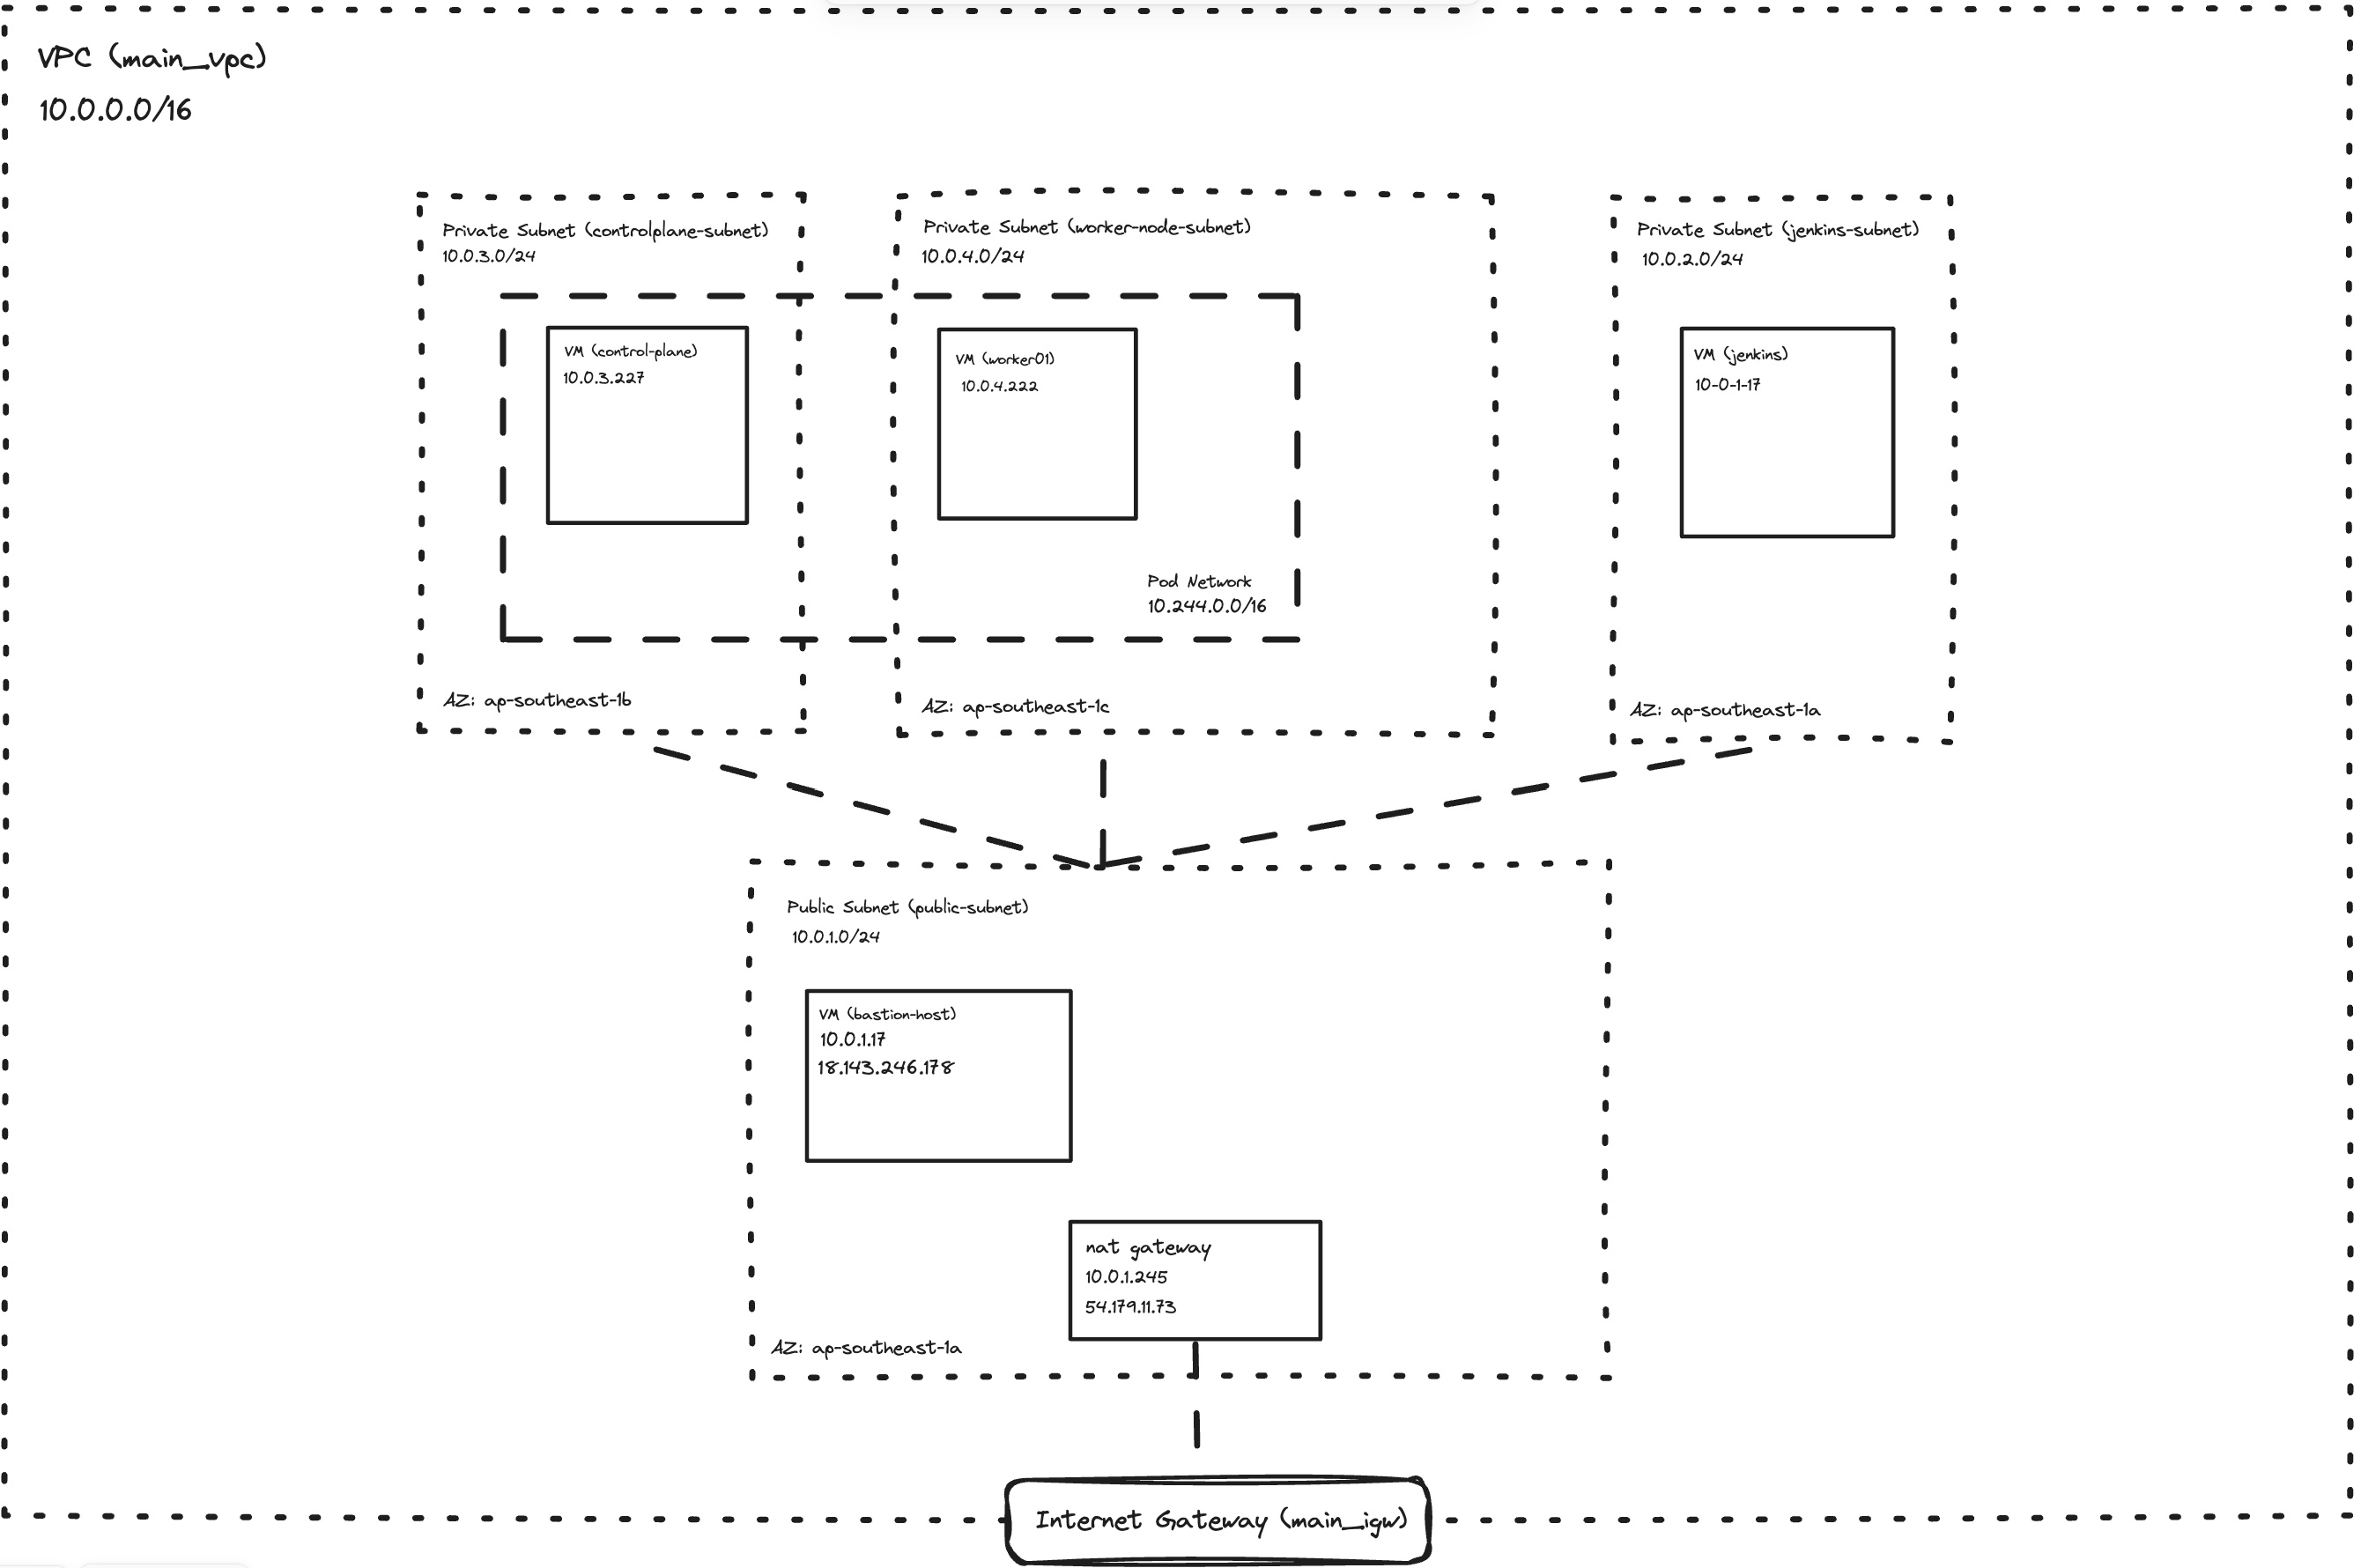 VPC (main_vpc)
10.0.0.0/16
Private Subnet (controlplane-subnet)
10.0.3.0/24
VM (control-plane)
10.0.3.227
AZ: ap-southeast-1b
Private Subnet (worker-node-subnet)
10.0.4.0/24
VM (worker01)
10.0.4.222
Pod Network
10.244.0.0/16
AZ: ap-southeast-1c
Private Subnet (jenkins-subnet)
10.0.2.0/24
VM (jenkins)
10-0-1-17
AZ: ap-southeast-1a
Public Subnet (public-subnet)
10.0.1.0/24
VM (bastion-host)
10.0.1.17
18.143.246.178
nat gateway
10.0.1.245
54.179.11.73
AZ: ap-southeast-1a
Internet Gateway (main_igw)